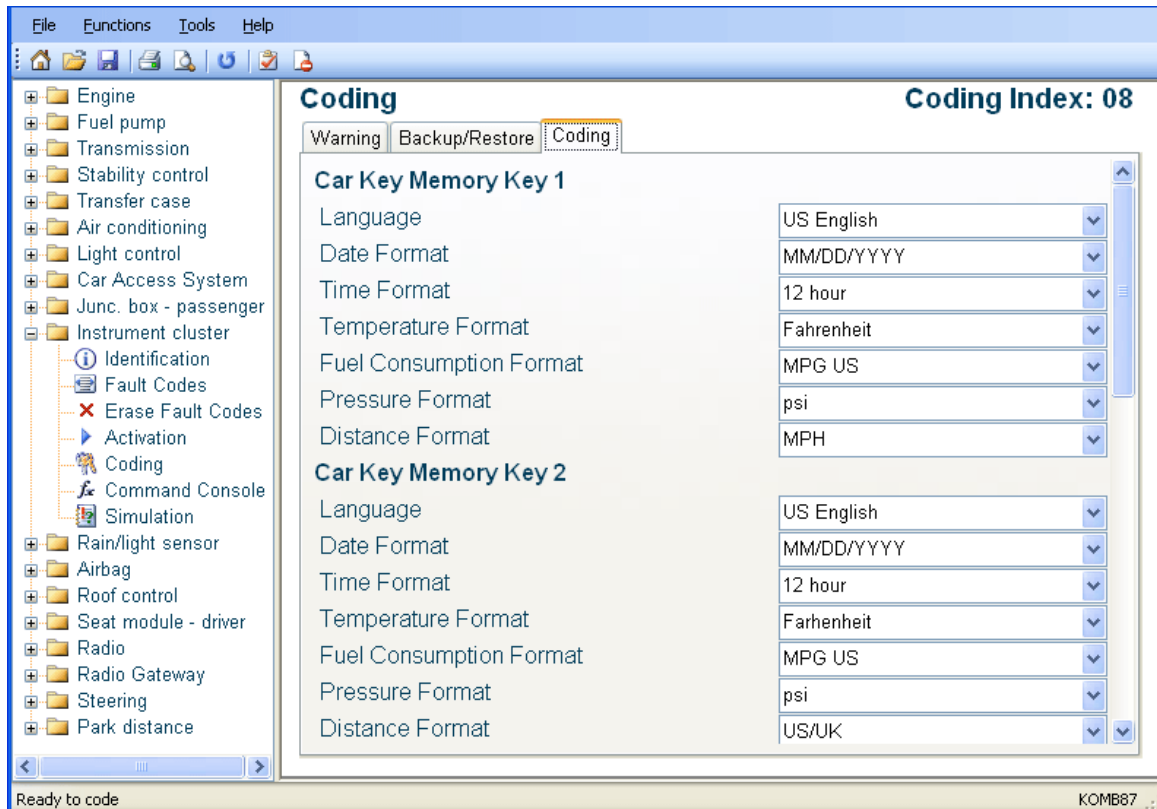 File Functions Tools Help
Engine
Fuel pump
Transmission
Stability control
Transfer case
Air conditioning
Light control
Car Access System
Junc. box - passenger
Instrument cluster
Identification
Fault Codes
Erase Fault Codes
Activation
Coding
fx Command Console
Simulation
Rain/light sensor
Airbag
Roof control
Seat module - driver
Radio
Radio Gateway
Steering
Park distance
Coding Coding Index: 08
Warning Backup/Restore Coding
Car Key Memory Key 1
Language US English
Date Format MM/DD/YYYY
Time Format 12 hour
Temperature Format Fahrenheit
Fuel Consumption Format MPG US
Pressure Format psi
Distance Format MPH
Car Key Memory Key 2
Language US English
Date Format MM/DD/YYYY
Time Format 12 hour
Temperature Format Farhenheit
Fuel Consumption Format MPG US
Pressure Format psi
Distance Format US/UK
Ready to code KOMB87